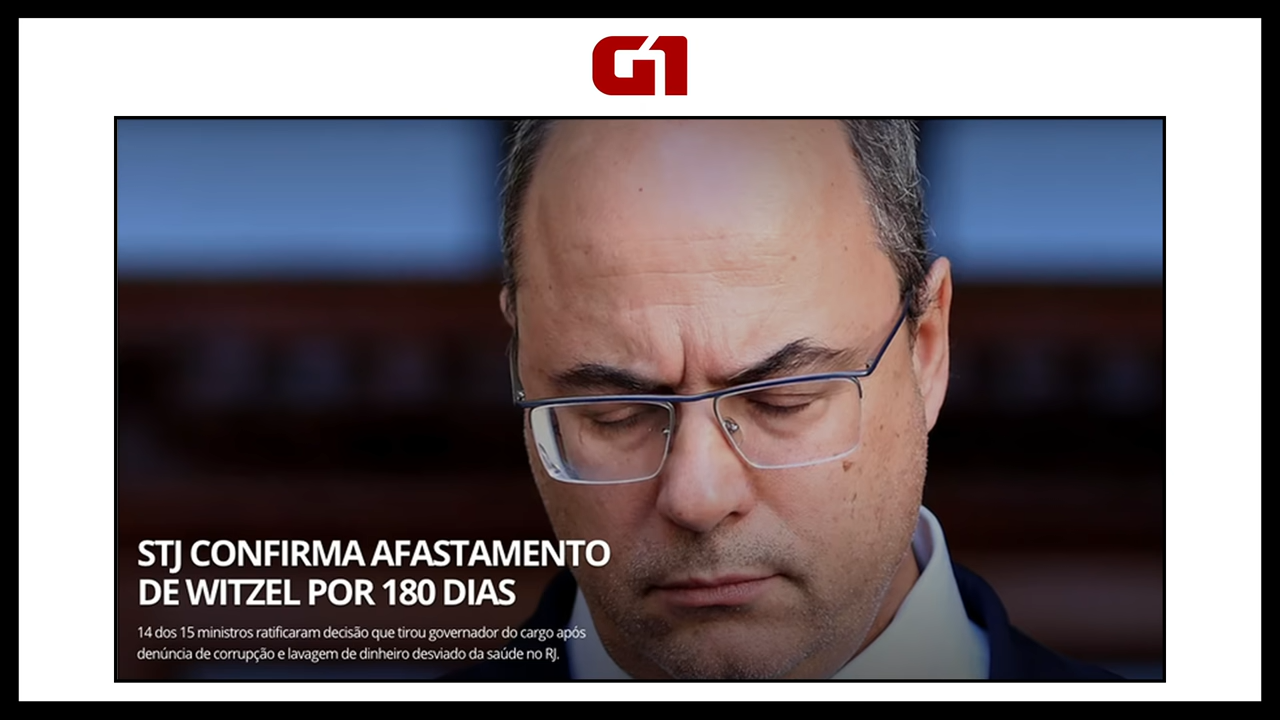 G1
STJ CONFIRMA AFASTAMENTO
DE WITZEL POR 180 DIAS
14 dos 15 ministros ratificaram decisão que tirou governador do cargo após
denúncia de corrupção e lavagem de dinheiro desviado da saúde no RJ.